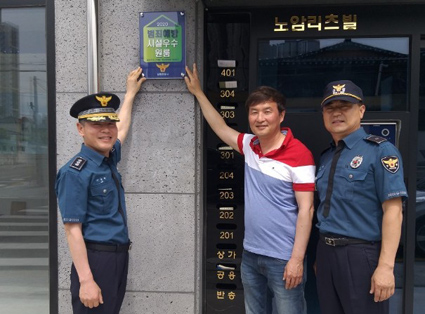 2020
범죄예방
시설우수
원룸
노암리츠빌
401
304
303
301
204
203
202
201
상가
공용
방송